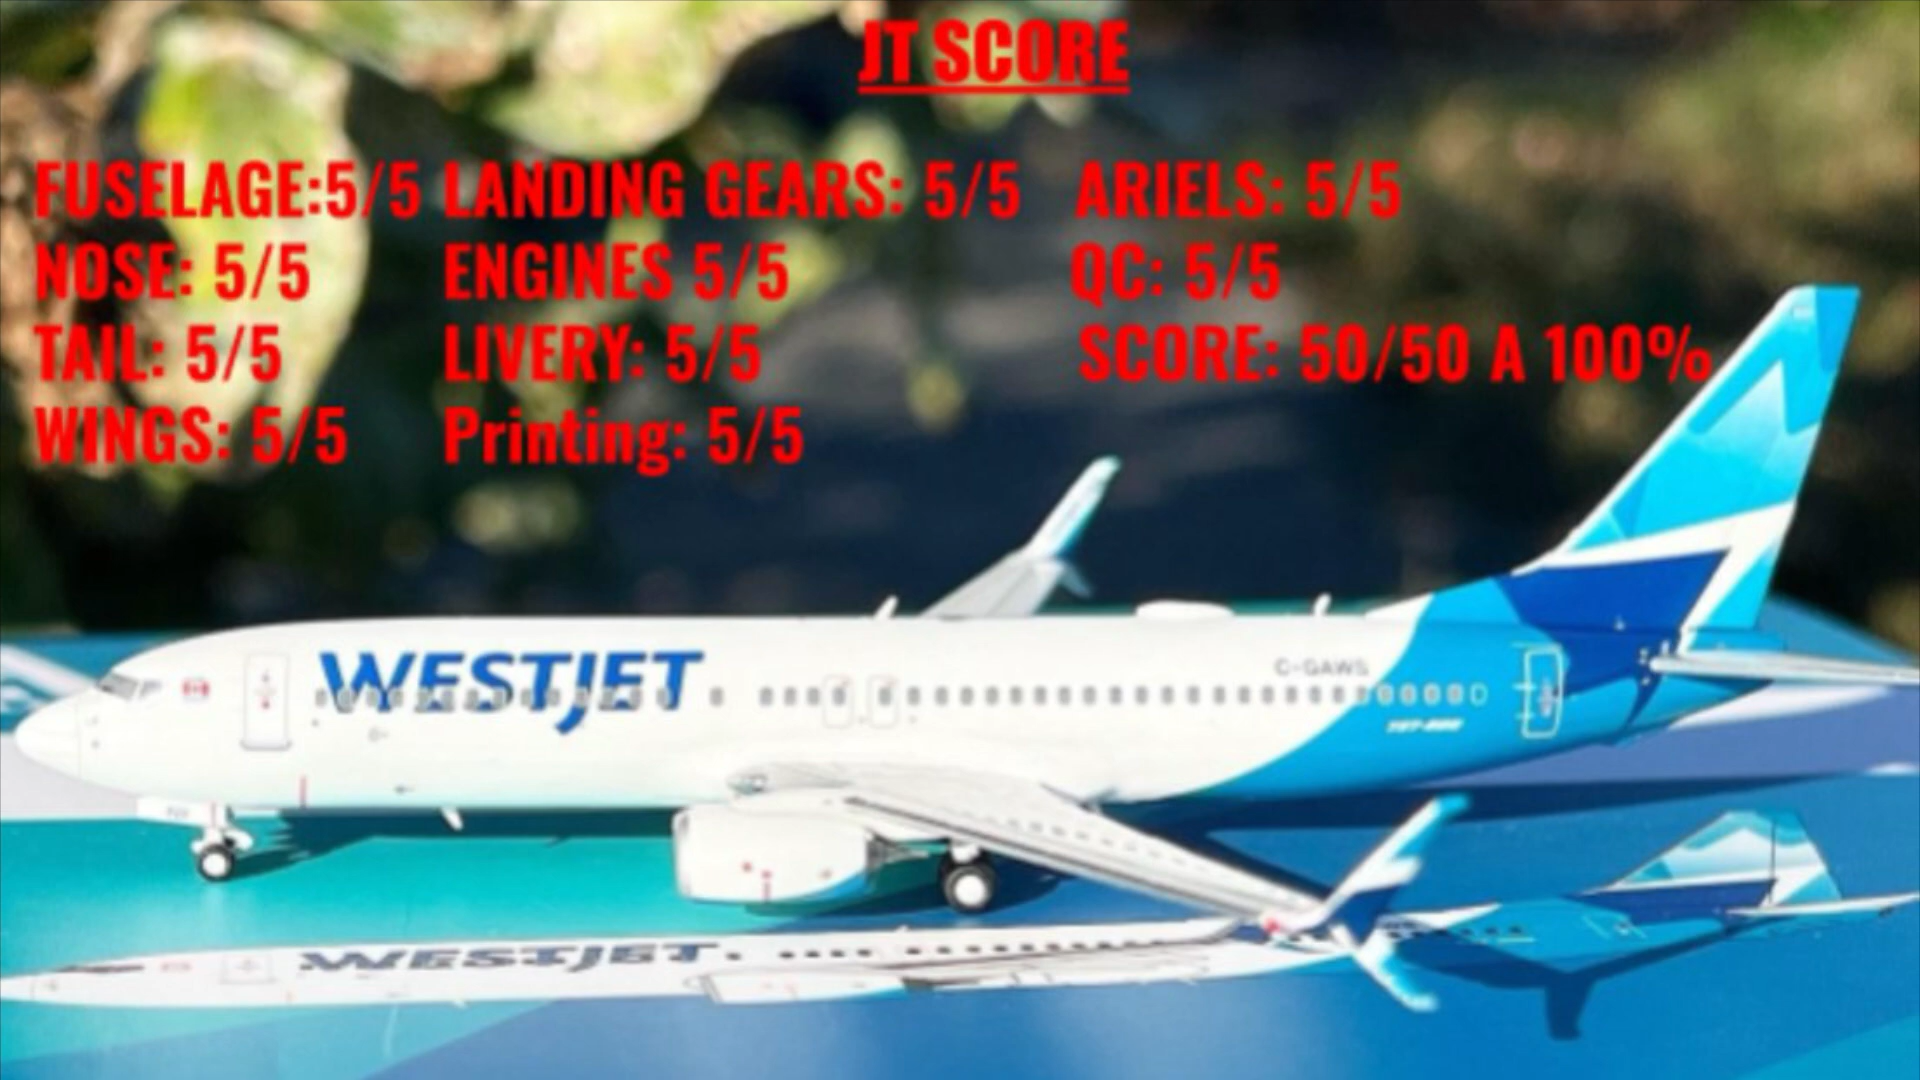 JT SCORE
FUSELAGE:5/5 LANDING GEARS: 5/5 ARIELS: 5/5
NOSE: 5/5 ENGINES 5/5 QC: 5/5
TAIL: 5/5 LIVERY: 5/5 SCORE: 50/50 A 100%
WINGS: 5/5 Printing: 5/5
WESTJET
C-GAWS
737-800
WESTJET